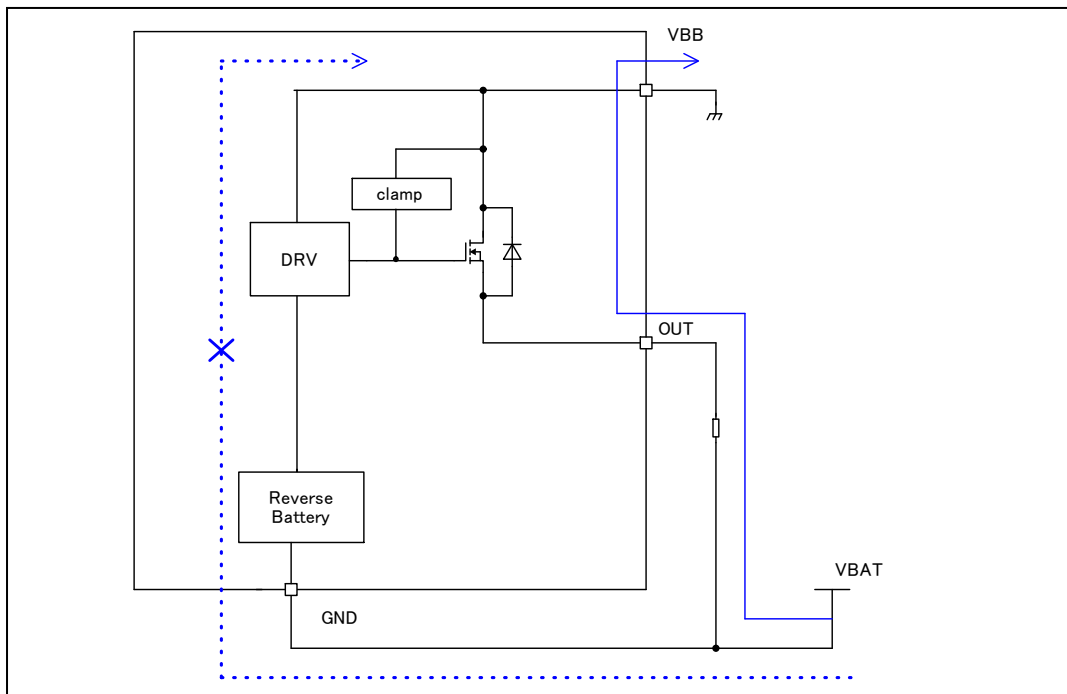 VBB
clamp
DRV
OUT
Reverse
Battery
VBAT
GND